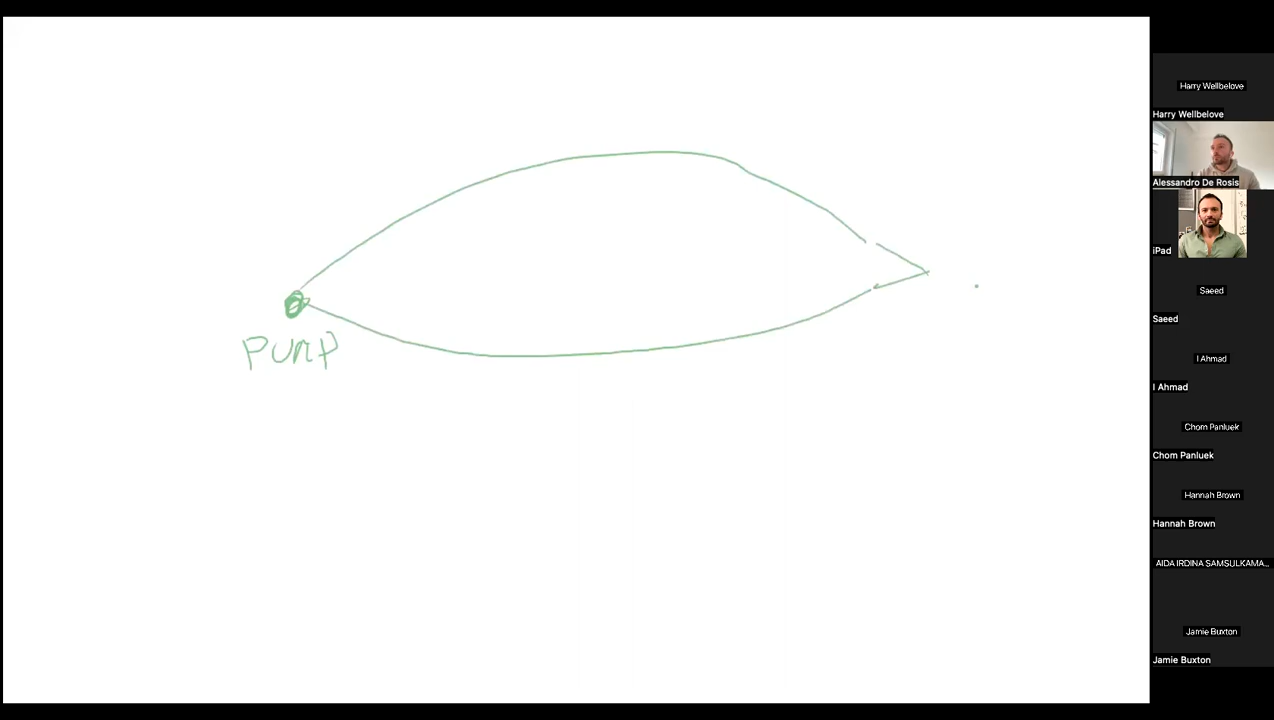 PUMP
Harry Wellbelove
Harry Wellbelove
Alessandro De Rosis
iPad
Saeed
Saeed
I Ahmad
I Ahmad
Chom Panluek
Chom Panluek
Hannah Brown
Hannah Brown
AIDA IRDINA SAMSULKAMA...
Jamie Buxton
Jamie Buxton